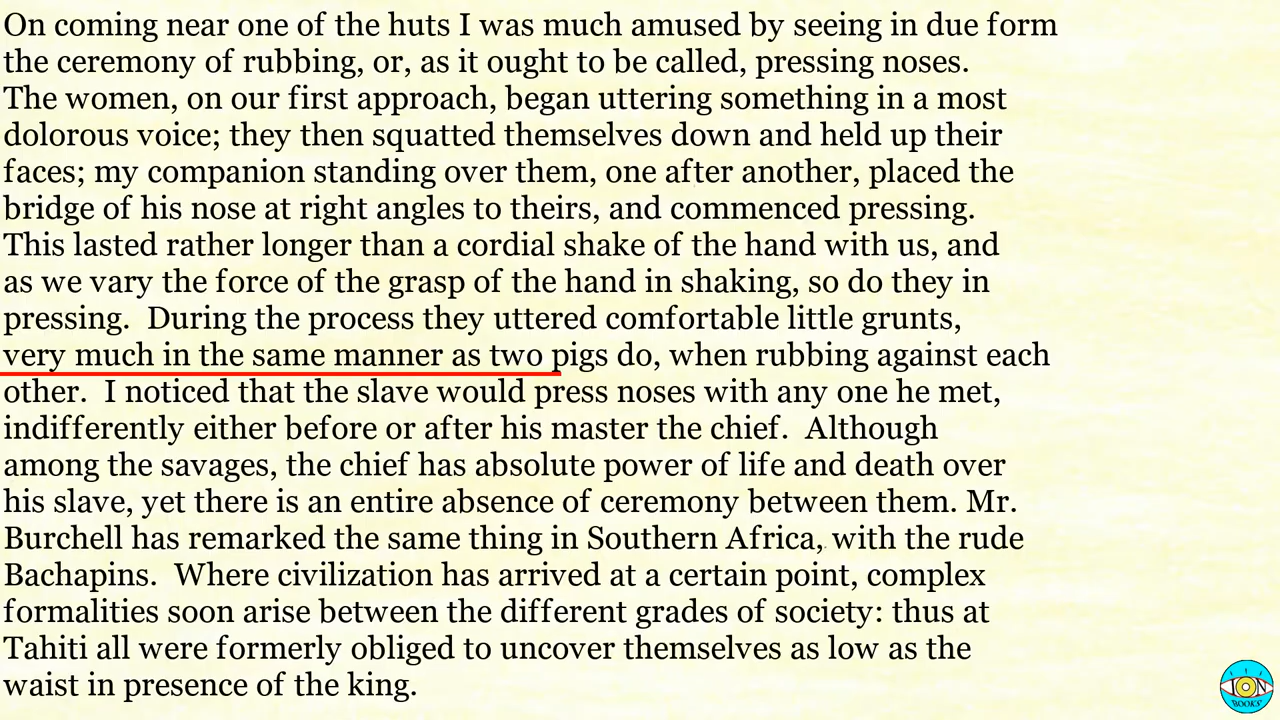 On coming near one of the huts I was much amused by seeing in due form
the ceremony of rubbing, or, as it ought to be called, pressing noses.
The women, on our first approach, began uttering something in a most
dolorous voice; they then squatted themselves down and held up their
faces; my companion standing over them, one after another, placed the
bridge of his nose at right angles to theirs, and commenced pressing.
This lasted rather longer than a cordial shake of the hand with us, and
as we vary the force of the grasp of the hand in shaking, so do they in
pressing.  During the process they uttered comfortable little grunts,
very much in the same manner as two pigs do, when rubbing against each
other.  I noticed that the slave would press noses with any one he met,
indifferently either before or after his master the chief.  Although
among the savages, the chief has absolute power of life and death over
his slave, yet there is an entire absence of ceremony between them. Mr.
Burchell has remarked the same thing in Southern Africa, with the rude
Bachapins.  Where civilization has arrived at a certain point, complex
formalities soon arise between the different grades of society: thus at
Tahiti all were formerly obliged to uncover themselves as low as the
waist in presence of the king.
ION
BOOKS